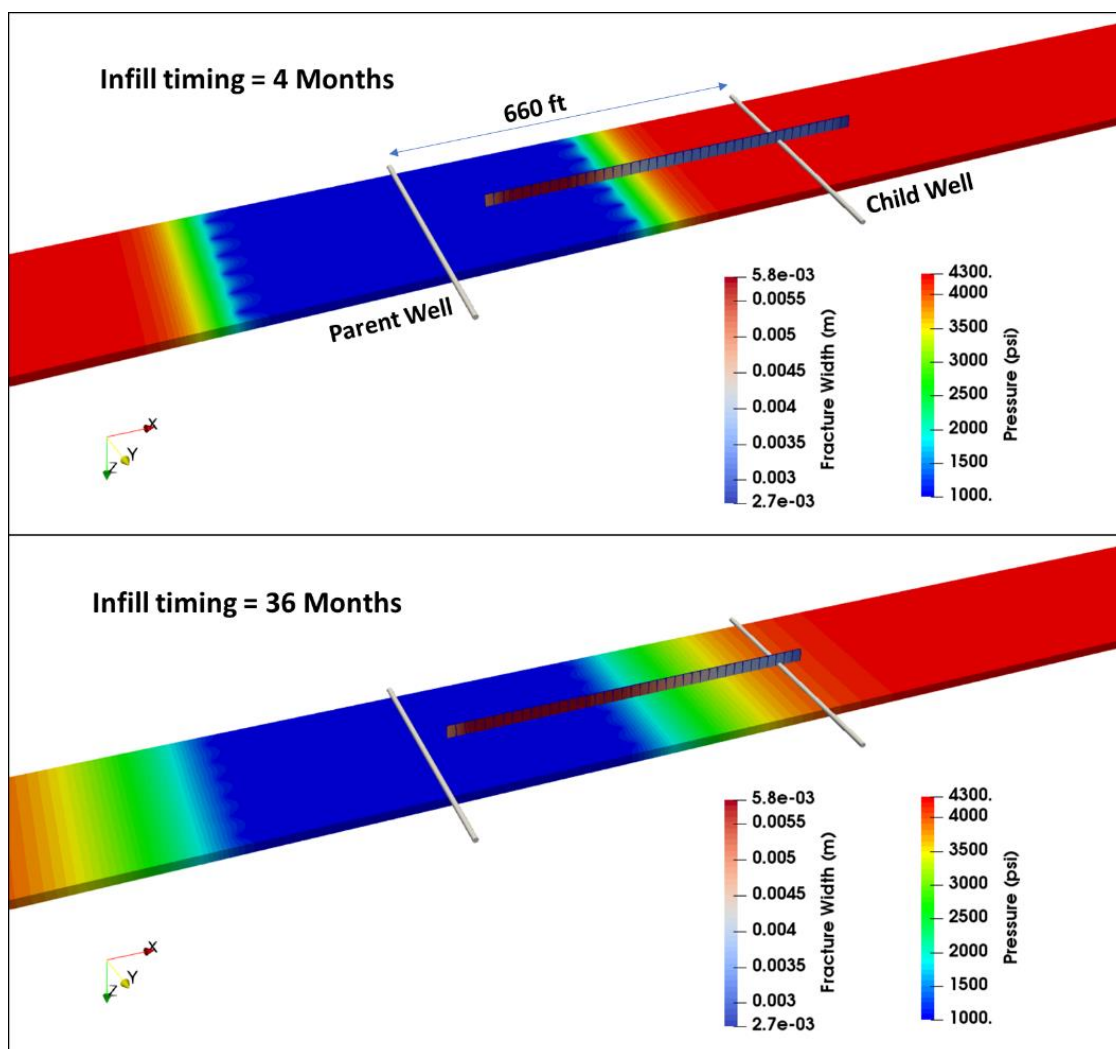 Infill timing = 4 Months
660 ft
Child Well
Parent Well
5.8e-03
0.0055
0.005
0.0045
0.004
0.0035
0.003
2.7e-03
Fracture Width (m)
4300.
4000
3500
3000
2500
2000
1500
1000.
Pressure (psi)
X
Y
Z
Infill timing = 36 Months
5.8e-03
0.0055
0.005
0.0045
0.004
0.0035
0.003
2.7e-03
Fracture Width (m)
4300.
4000
3500
3000
2500
2000
1500
1000.
Pressure (psi)
X
Y
Z